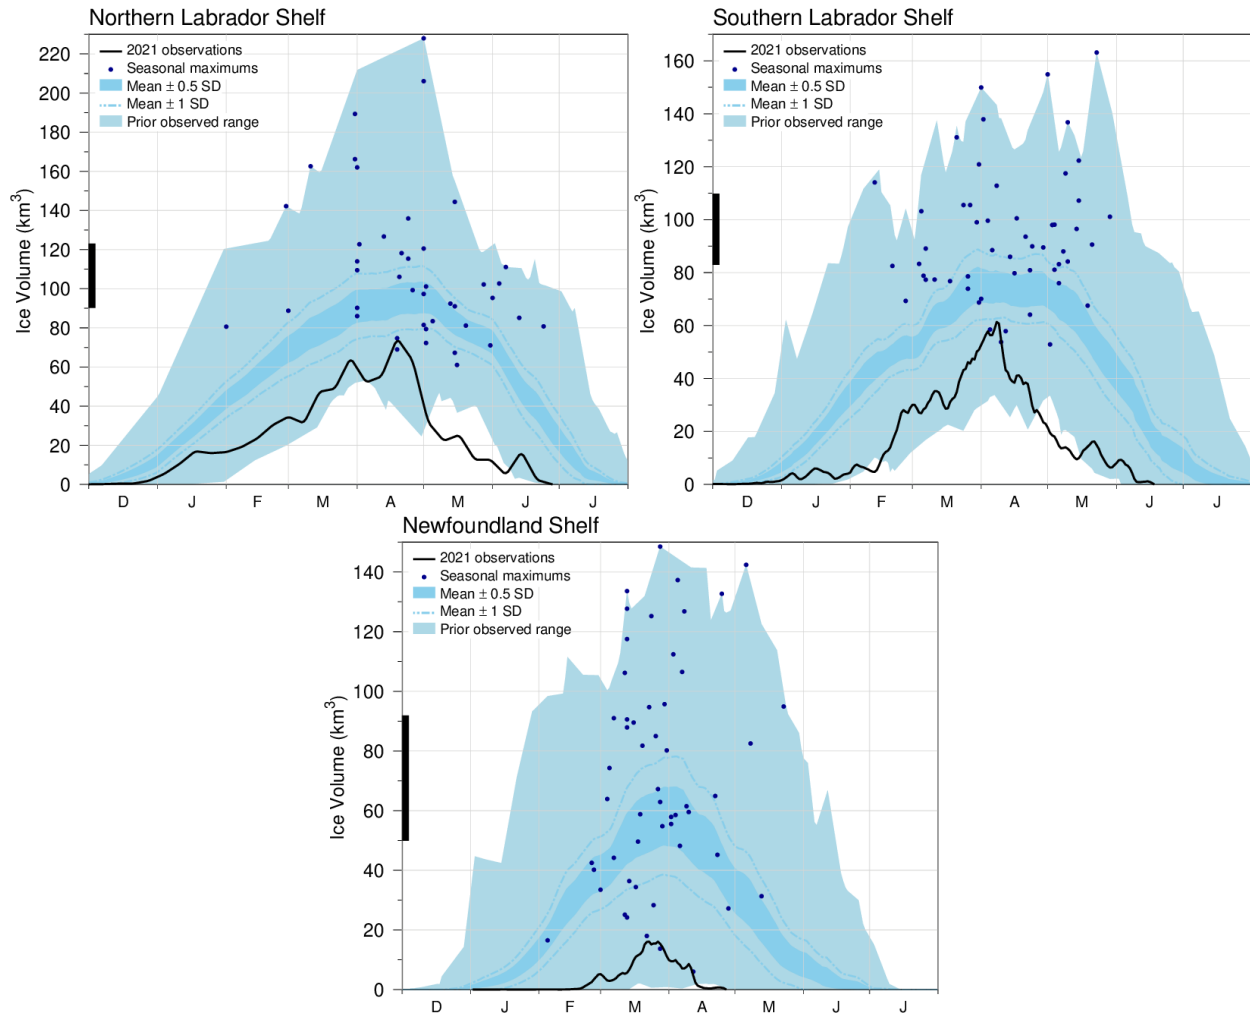 Northern Labrador Shelf
2021 observations
Seasonal maximums
Mean ± 0.5 SD
Mean ± 1 SD
Prior observed range
Ice Volume (km3)
220
200
180
160
140
120
100
80
60
40
20
0
D J F M A M J J
Southern Labrador Shelf
2021 observations
Seasonal maximums
Mean ± 0.5 SD
Mean ± 1 SD
Prior observed range
Ice Volume (km3)
160
140
120
100
80
60
40
20
0
D J F M A M J J
Newfoundland Shelf
2021 observations
Seasonal maximums
Mean ± 0.5 SD
Mean ± 1 SD
Prior observed range
Ice Volume (km3)
140
120
100
80
60
40
20
0
D J F M A M J J